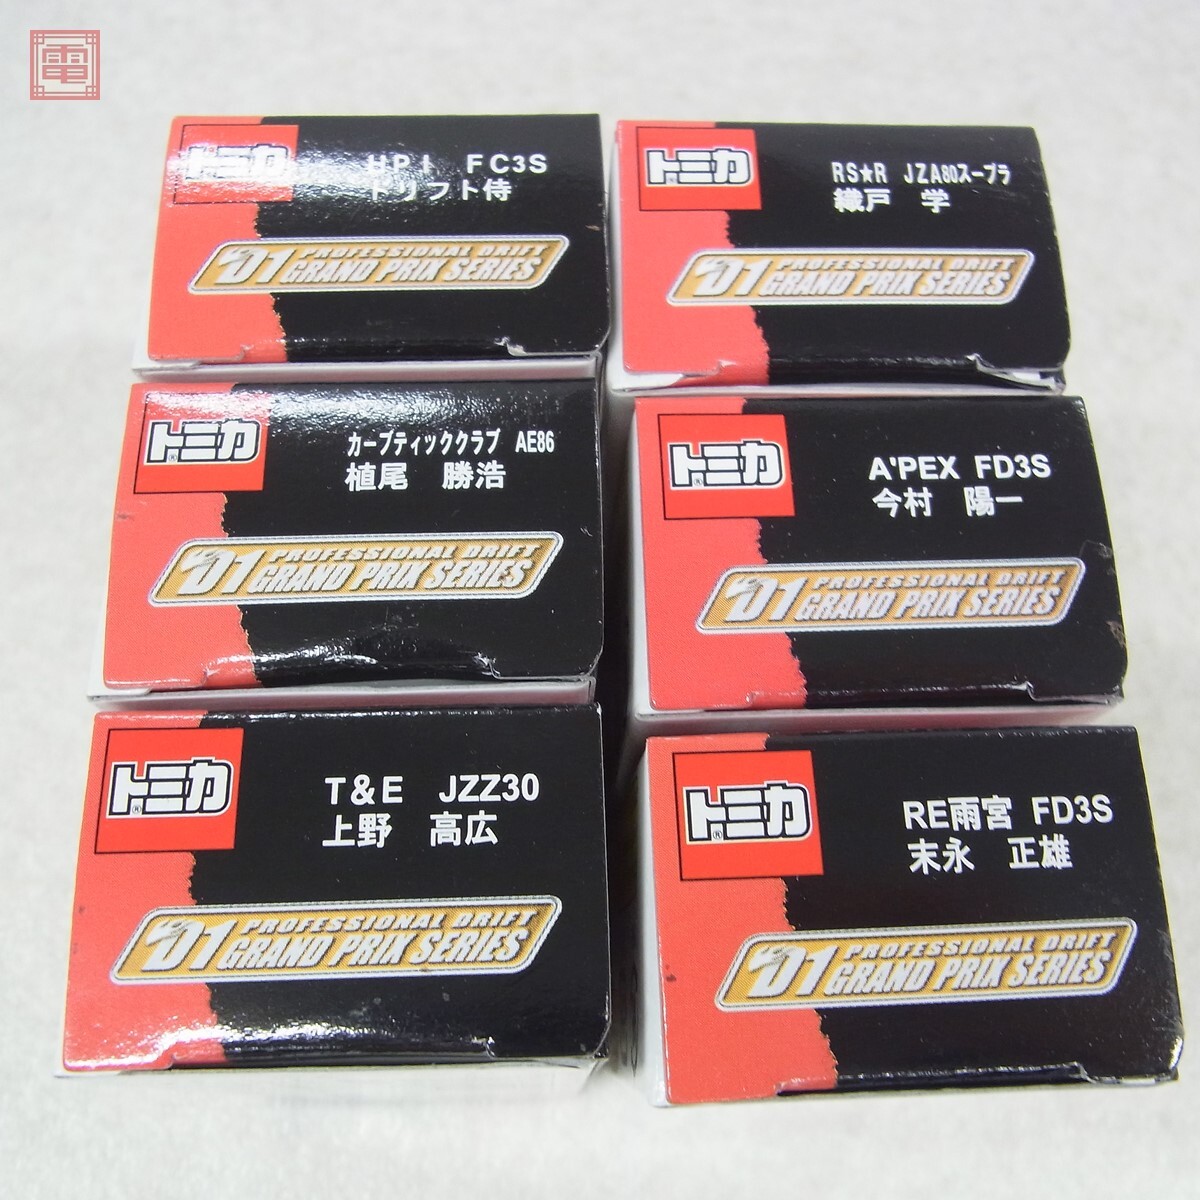 電
トミカ
HPI FC3S
ドリフト侍
D1 PROFESSIONAL DRIFT
GRAND PRIX SERIES
トミカ
RS★R JZA80スープラ
織戸 学
D1 PROFESSIONAL DRIFT
GRAND PRIX SERIES
トミカ®
カーブティッククラブ AE86
植尾 勝浩
D1 PROFESSIONAL DRIFT
GRAND PRIX SERIES
トミカ®
A'PEX FD3S
今村 陽一
D1 PROFESSIONAL DRIFT
GRAND PRIX SERIES
トミカ®
T&E JZZ30
上野 高広
D1 PROFESSIONAL DRIFT
GRAND PRIX SERIES
トミカ®
RE雨宮 FD3S
末永 正雄
D1 PROFESSIONAL DRIFT
GRAND PRIX SERIES